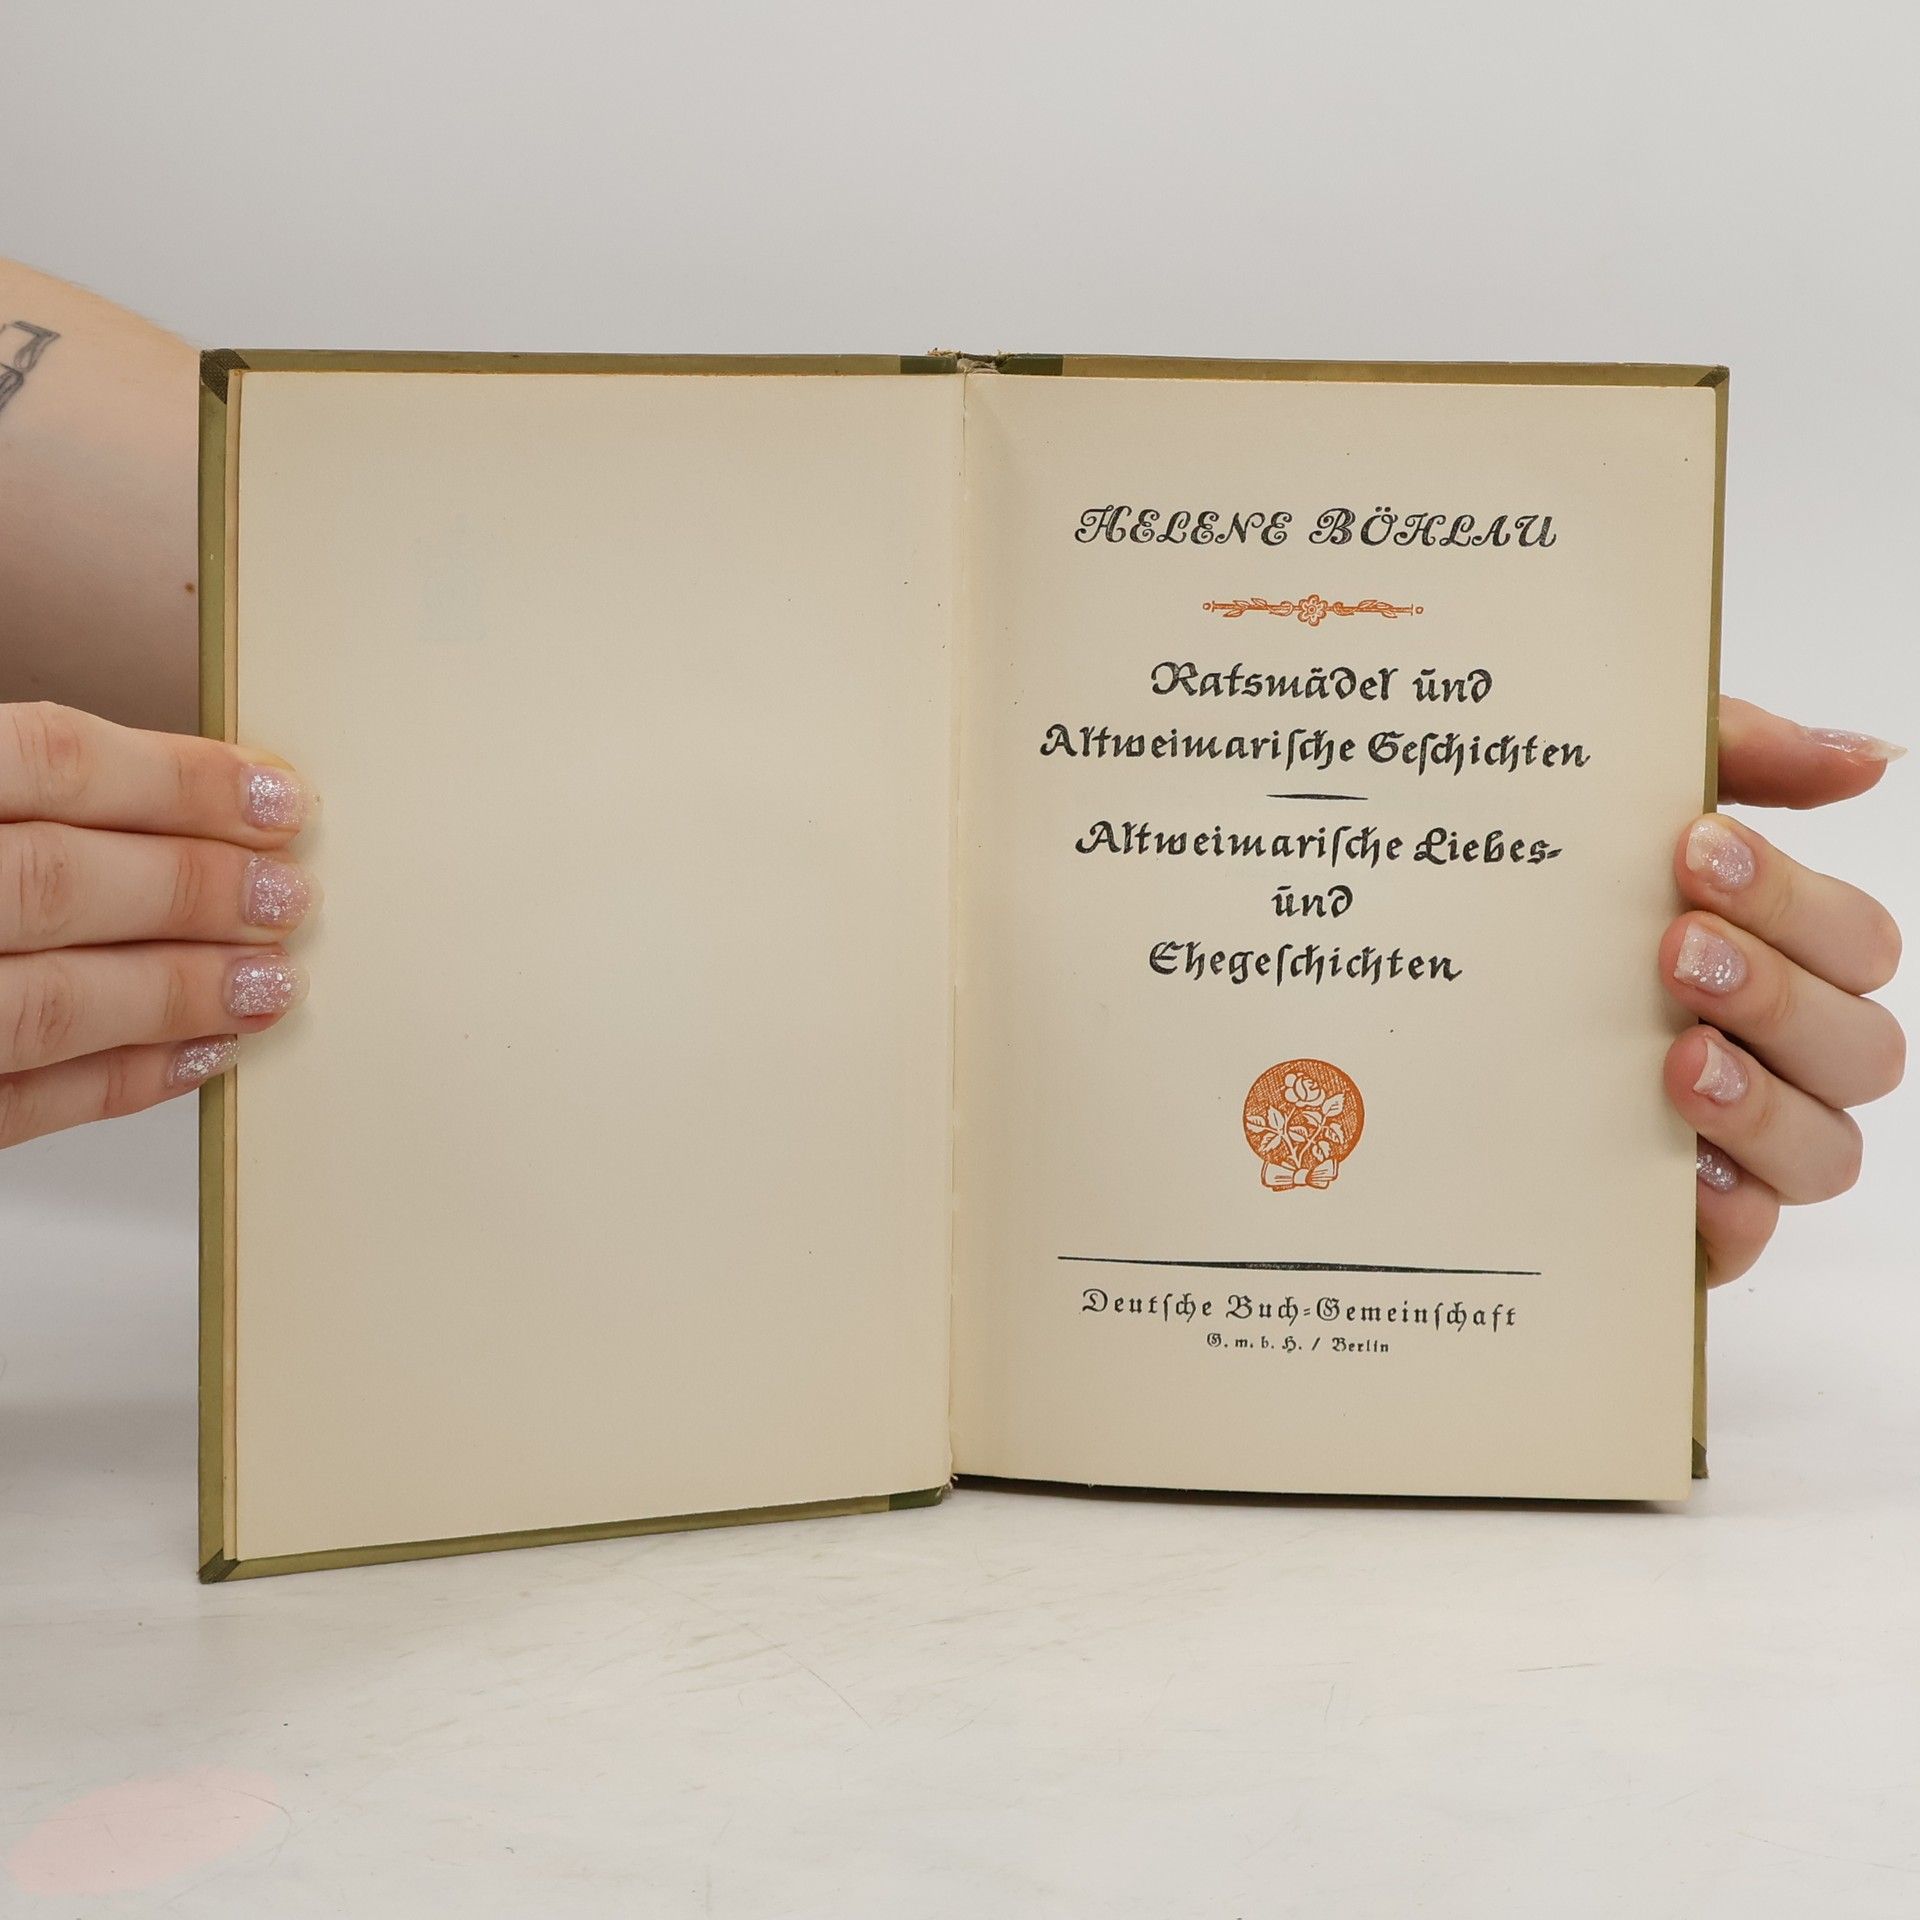 HELENE BÖHLAU
Ratsmädel und
Altweimariſche Geſchichten
Altweimariſche Liebes-
und
Ehegeſchichten
Deutſche Buch-Gemeinſchaft
G. m. b. H. / Berlin